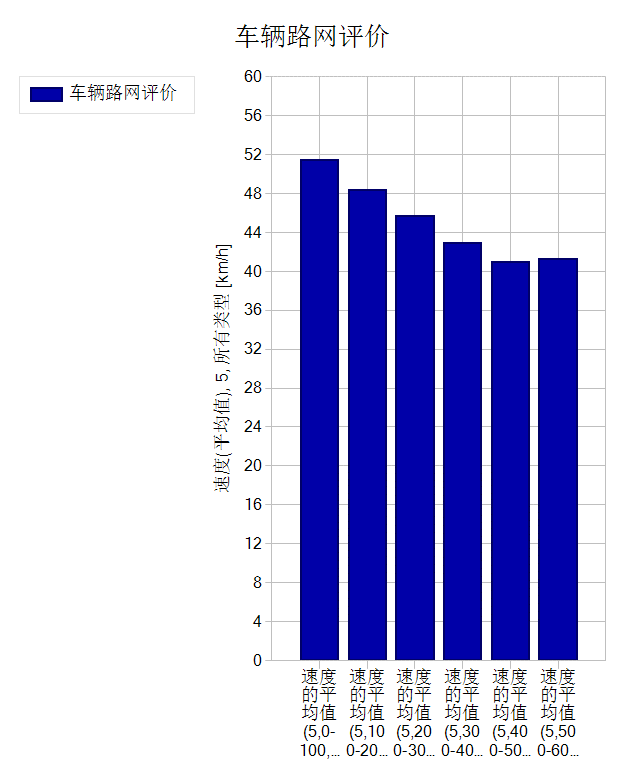 车辆路网评价
车辆路网评价
速度(平均值), 5, 所有类型 [km/h]
60
56
52
48
44
40
36
32
28
24
20
16
12
8
4
0
速度
的平
均值
(5,0-
100,...
速度
的平
均值
(5,10
0-20...
速度
的平
均值
(5,20
0-30...
速度
的平
均值
(5,30
0-40...
速度
的平
均值
(5,40
0-50...
速度
的平
均值
(5,50
0-60...